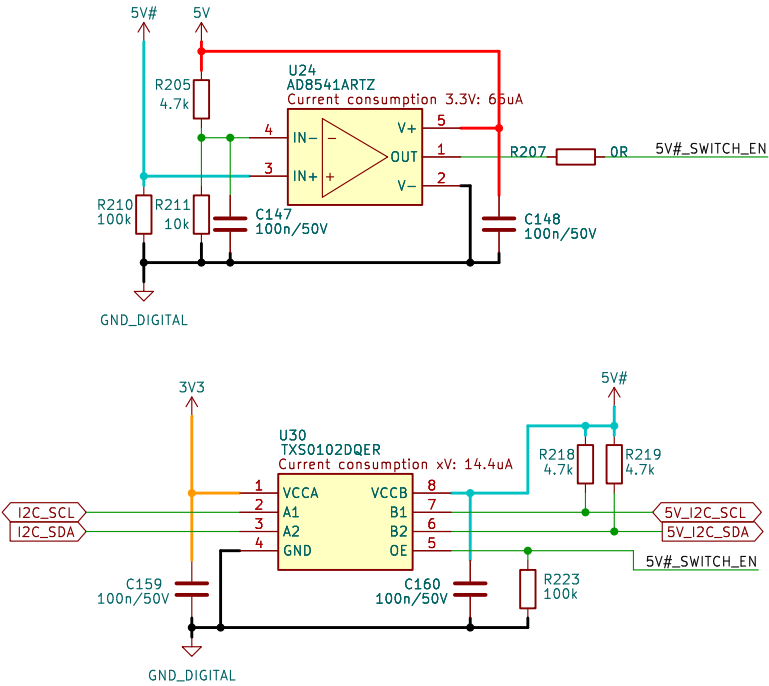 5V#
5V
R205
4.7k
U24
AD8541ARTZ
Current consumption 3.3V: 65uA
4 IN- −
3 IN+ +
V+ 5
OUT 1
V- 2
R207 0R
5V#_SWITCH_EN
R210
100k
R211
10k
C147
100n/50V
C148
100n/50V
GND_DIGITAL
3V3
5V#
U30
TXS0102DQER
Current consumption xV: 14.4uA
R218
4.7k
R219
4.7k
1 VCCA VCCB 8
I2C_SCL 2 A1 B1 7 5V_I2C_SCL
I2C_SDA 3 A2 B2 6 5V_I2C_SDA
4 GND OE 5
5V#_SWITCH_EN
C159
100n/50V
C160
100n/50V
R223
100k
GND_DIGITAL